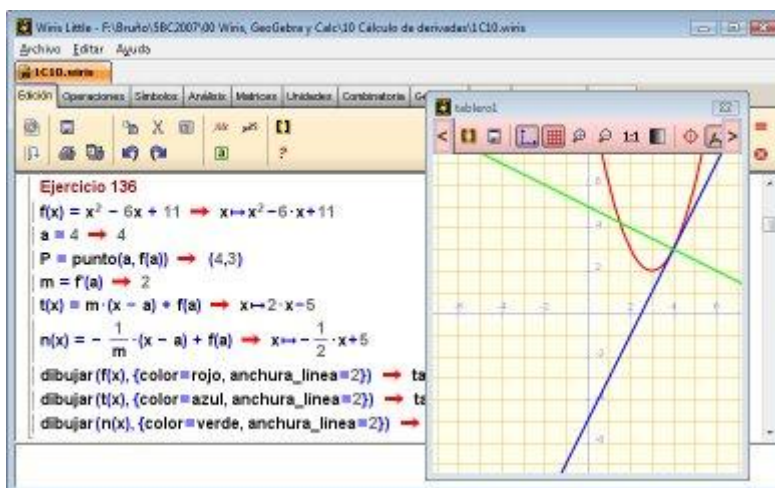 Wiris Little - F:\Bruño\SBC2007\00 Wiris, GeoGebra y Calc\10 Cálculo de derivadas\1C10.wiris
Archivo Editar Ayuda
1C10.wiris
Edición Operaciones Símbolos Análisis Matrices Unidades Combinatoria
tablero1
1:1
Ejercicio 136
f(x) = x² − 6x + 11 → x↦x²−6·x+11
a = 4 → 4
P = punto(a, f(a)) → (4,3)
m = f'(a) → 2
t(x) = m·(x − a) + f(a) → x↦2·x−5
n(x) = − 1/m ·(x − a) + f(a) → x↦− 1/2 ·x+5
dibujar(f(x), {color=rojo, anchura_linea=2}) → ta
dibujar(t(x), {color=azul, anchura_linea=2}) → ta
dibujar(n(x), {color=verde, anchura_linea=2}) →